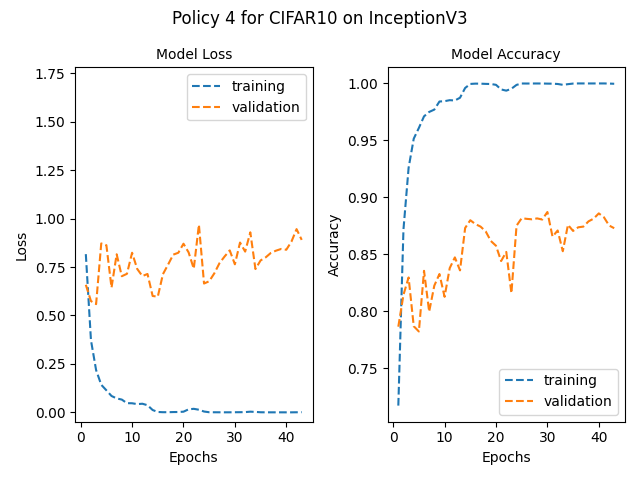 Policy 4 for CIFAR10 on InceptionV3
Model Loss
1.75
1.50
1.25
1.00
0.75
0.50
0.25
0.00
Loss
0 10 20 30 40
Epochs
training
validation
Model Accuracy
1.00
0.95
0.90
0.85
0.80
0.75
Accuracy
0 10 20 30 40
Epochs
training
validation